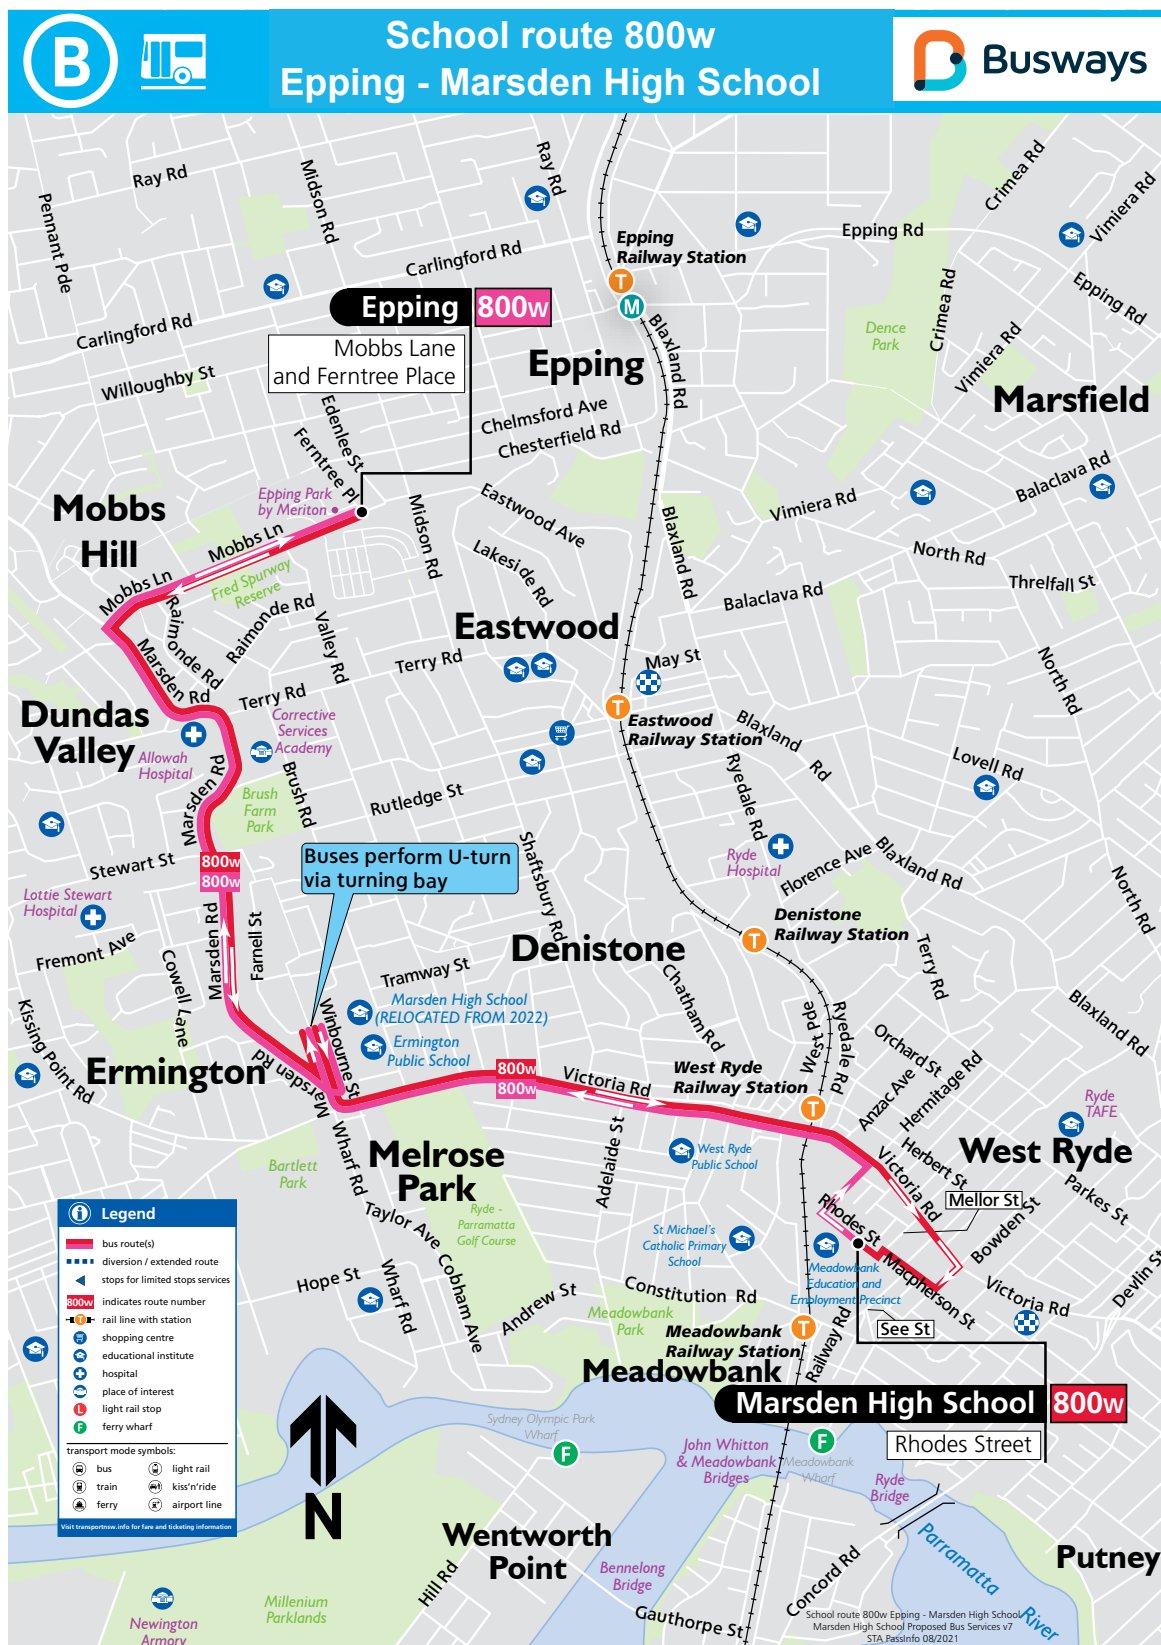 B
School route 800w
Epping - Marsden High School
Busways
Ray Rd
Midson Rd
Ray Rd
Crimea Rd
Vimiera Rd
Pennant Pde
Epping Rd
Epping
Railway Station
T
M
Carlingford Rd
Epping Rd
Crimea Rd
Epping
800w
Mobbs Lane
and Ferntree Place
Carlingford Rd
Blaxland Rd
Dence
Park
Vimiera Rd
Epping
Willoughby St
Marsfield
Edenlee St
Ferntree Pl
Chelmsford Ave
Chesterfield Rd
Balaclava Rd
Epping Park
by Meriton
Mobbs
Hill
Midson Rd
Eastwood Ave
Vimiera Rd
Blaxland Rd
Mobbs Ln
Lakeside Rd
North Rd
Threlfall St
Mobbs Ln
Fred Spurway
Reserve
Balaclava Rd
Raimonde Rd
Raimonde Rd
Valley Rd
Eastwood
Marsden Rd
Terry Rd
May St
North Rd
Terry Rd
Dundas
Valley
Corrective
Services
Academy
T
Eastwood
Railway Station
Blaxland
Rd
Allowah
Hospital
Lovell Rd
Marsden Rd
Brush Rd
Brush
Farm
Park
Rutledge St
Ryedale Rd
Stewart St
800w
800w
Buses perform U-turn
via turning bay
Shaftsbury Rd
Ryde
Hospital
Florence Ave
Blaxland Rd
North Rd
Lottie Stewart
Hospital
Marsden Rd
Farnell St
Denistone
Railway Station
T
Fremont Ave
Cowell Lane
Denistone
Terry Rd
Tramway St
Chatham Rd
Kissing Point Rd
Winbourne St
Marsden High School
(RELOCATED FROM 2022)
Ermington
Public School
West Pde
Ryedale Rd
Orchard St
Blaxland Rd
Ermington
Marsden Rd
800w
800w
Victoria Rd
West Ryde
Railway Station
T
Anzac Ave
Hermitage Rd
Ryde
TAFE
Wharf Rd
Melrose
Park
Adelaide St
West Ryde
Public School
Herbert St
Victoria Rd
West Ryde
Bartlett
Park
Mellor St
Parkes St
Rhodes St
Bowden St
Taylor Ave
Ryde -
Parramatta
Golf Course
St Michael's
Catholic Primary
School
Legend
bus route(s)
diversion / extended route
stops for limited stops services
800w
indicates route number
T
rail line with station
shopping centre
educational institute
hospital
place of interest
L
light rail stop
F
ferry wharf
transport mode symbols:
bus
light rail
train
kiss'n'ride
ferry
airport line
Visit transportnsw.info for fare and ticketing information
Hope St
Wharf Rd
Cobham Ave
Andrew St
Constitution Rd
Meadowbank
Education and
Employment Precinct
Macpherson St
Victoria Rd
Devlin St
Meadowbank
Park
Meadowbank
Railway Station
T
Railway Rd
See St
Meadowbank
Marsden High School
800w
Rhodes Street
Sydney Olympic Park
Wharf
F
John Whitton
& Meadowbank
Bridges
F
Meadowbank
Wharf
Ryde
Bridge
N
Wentworth
Point
Parramatta
River
Putney
Hill Rd
Bennelong
Bridge
Concord Rd
Millenium
Parklands
Newington
Armory
Gauthorpe St
School route 800w Epping - Marsden High School
Marsden High School Proposed Bus Services v7
STA PassInfo 08/2021